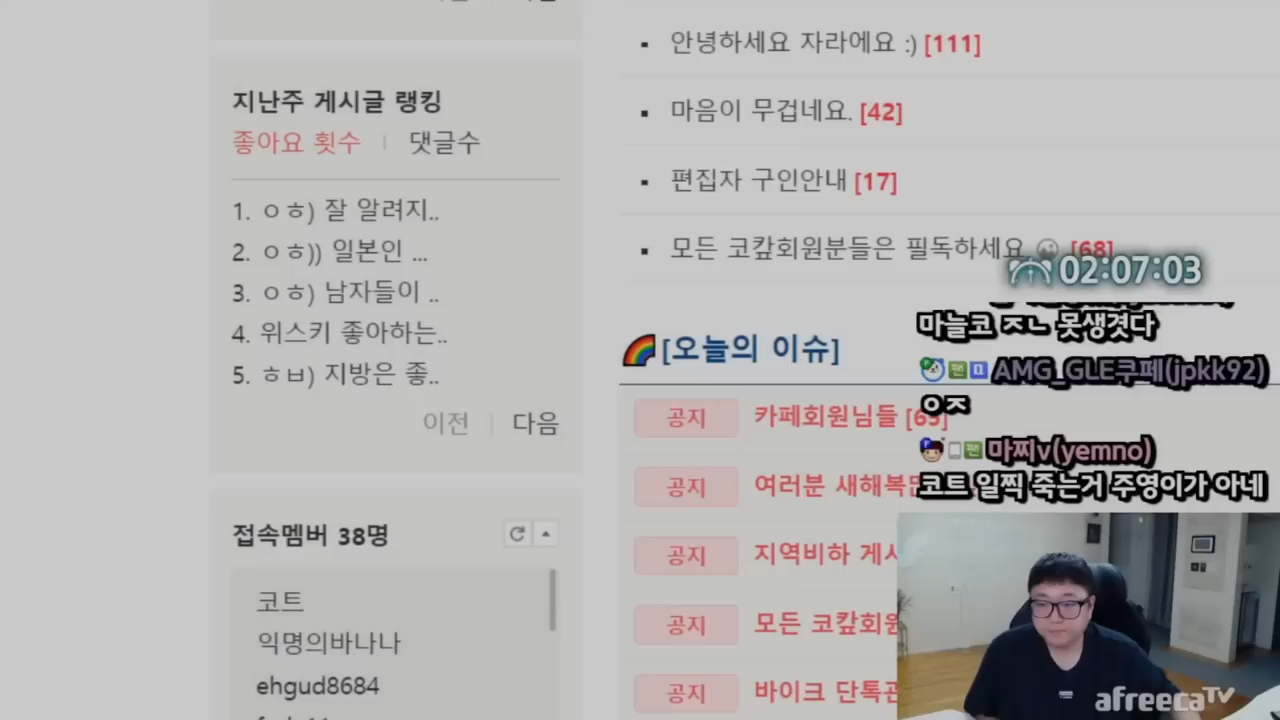 지난주 게시글 랭킹
좋아요 횟수 댓글수
1. ㅇㅎ) 잘 알려지..
2. ㅇㅎ)) 일본인 ...
3. ㅇㅎ) 남자들이 ..
4. 위스키 좋아하는..
5. ㅎㅂ) 지방은 좋..
이전 다음
접속멤버 38명
코트
익명의바나나
ehgud8684
안녕하세요 자라에요 :) [111]
마음이 무겁네요. [42]
편집자 구인안내 [17]
모든 코캎회원분들은 필독하세요 [68]
02:07:03
[오늘의 이슈]
공지 카페회원님들 [65]
공지 여러분 새해복
공지 지역비하
공지 모든 코캎회원
공지 바이크 단톡
마늘코 ㅈㄴ 못생겻다
AMG_GLE쿠페(jpkk92)
ㅇㅈ
마찌v(yemno)
코트 일찍 죽는거 주영이가 아네
afreecaTV